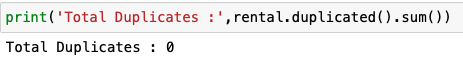 print('Total Duplicates :',rental.duplicated().sum())
Total Duplicates : 0